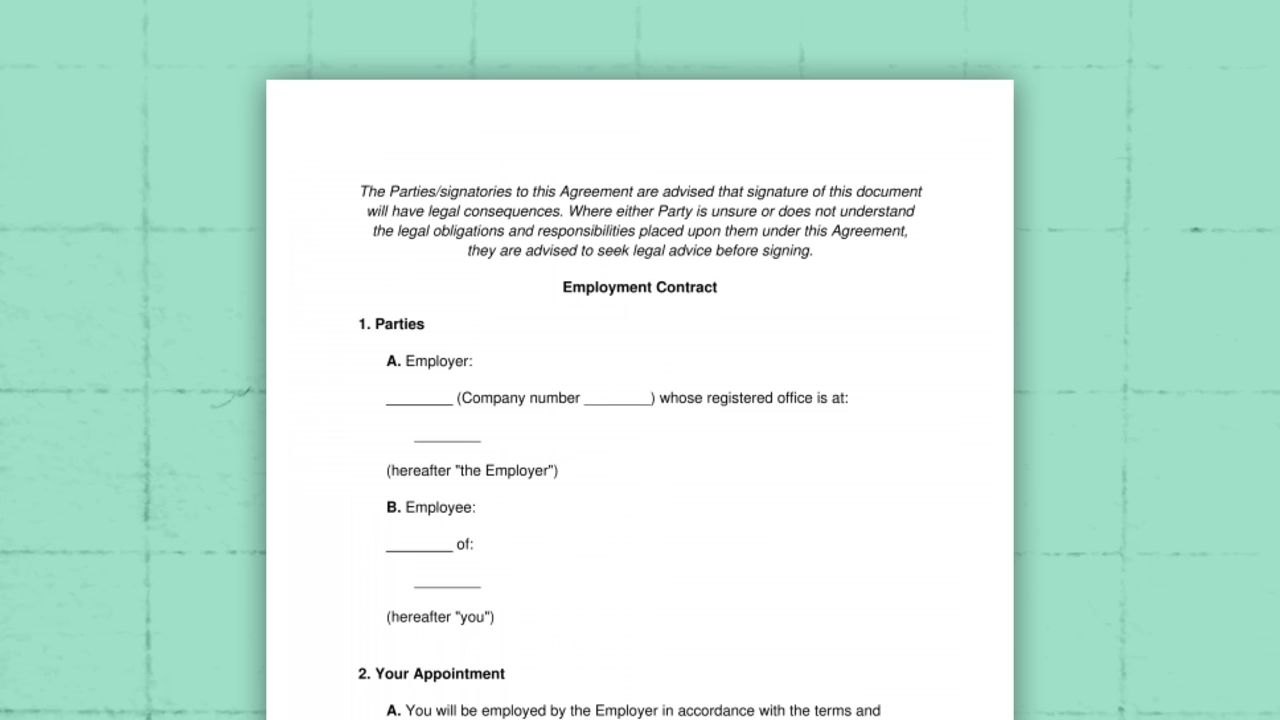 The Parties/signatories to this Agreement are advised that signature of this document
will have legal consequences. Where either Party is unsure or does not understand
the legal obligations and responsibilities placed upon them under this Agreement,
they are advised to seek legal advice before signing.
Employment Contract
1. Parties
A. Employer:
________ (Company number ________) whose registered office is at:
________
(hereafter "the Employer")
B. Employee:
________ of:
________
(hereafter "you")
2. Your Appointment
A. You will be employed by the Employer in accordance with the terms and